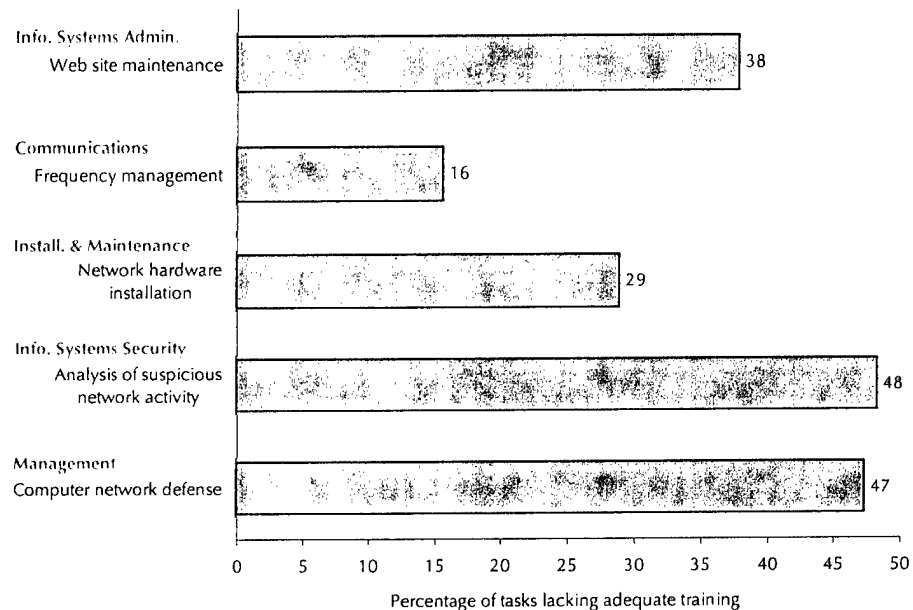 Info. Systems Admin.
Web site maintenance
38
Communications
Frequency management
16
Install. & Maintenance
Network hardware
installation
29
Info. Systems Security
Analysis of suspicious
network activity
48
Management
Computer network defense
47
0 5 10 15 20 25 30 35 40 45 50
Percentage of tasks lacking adequate training